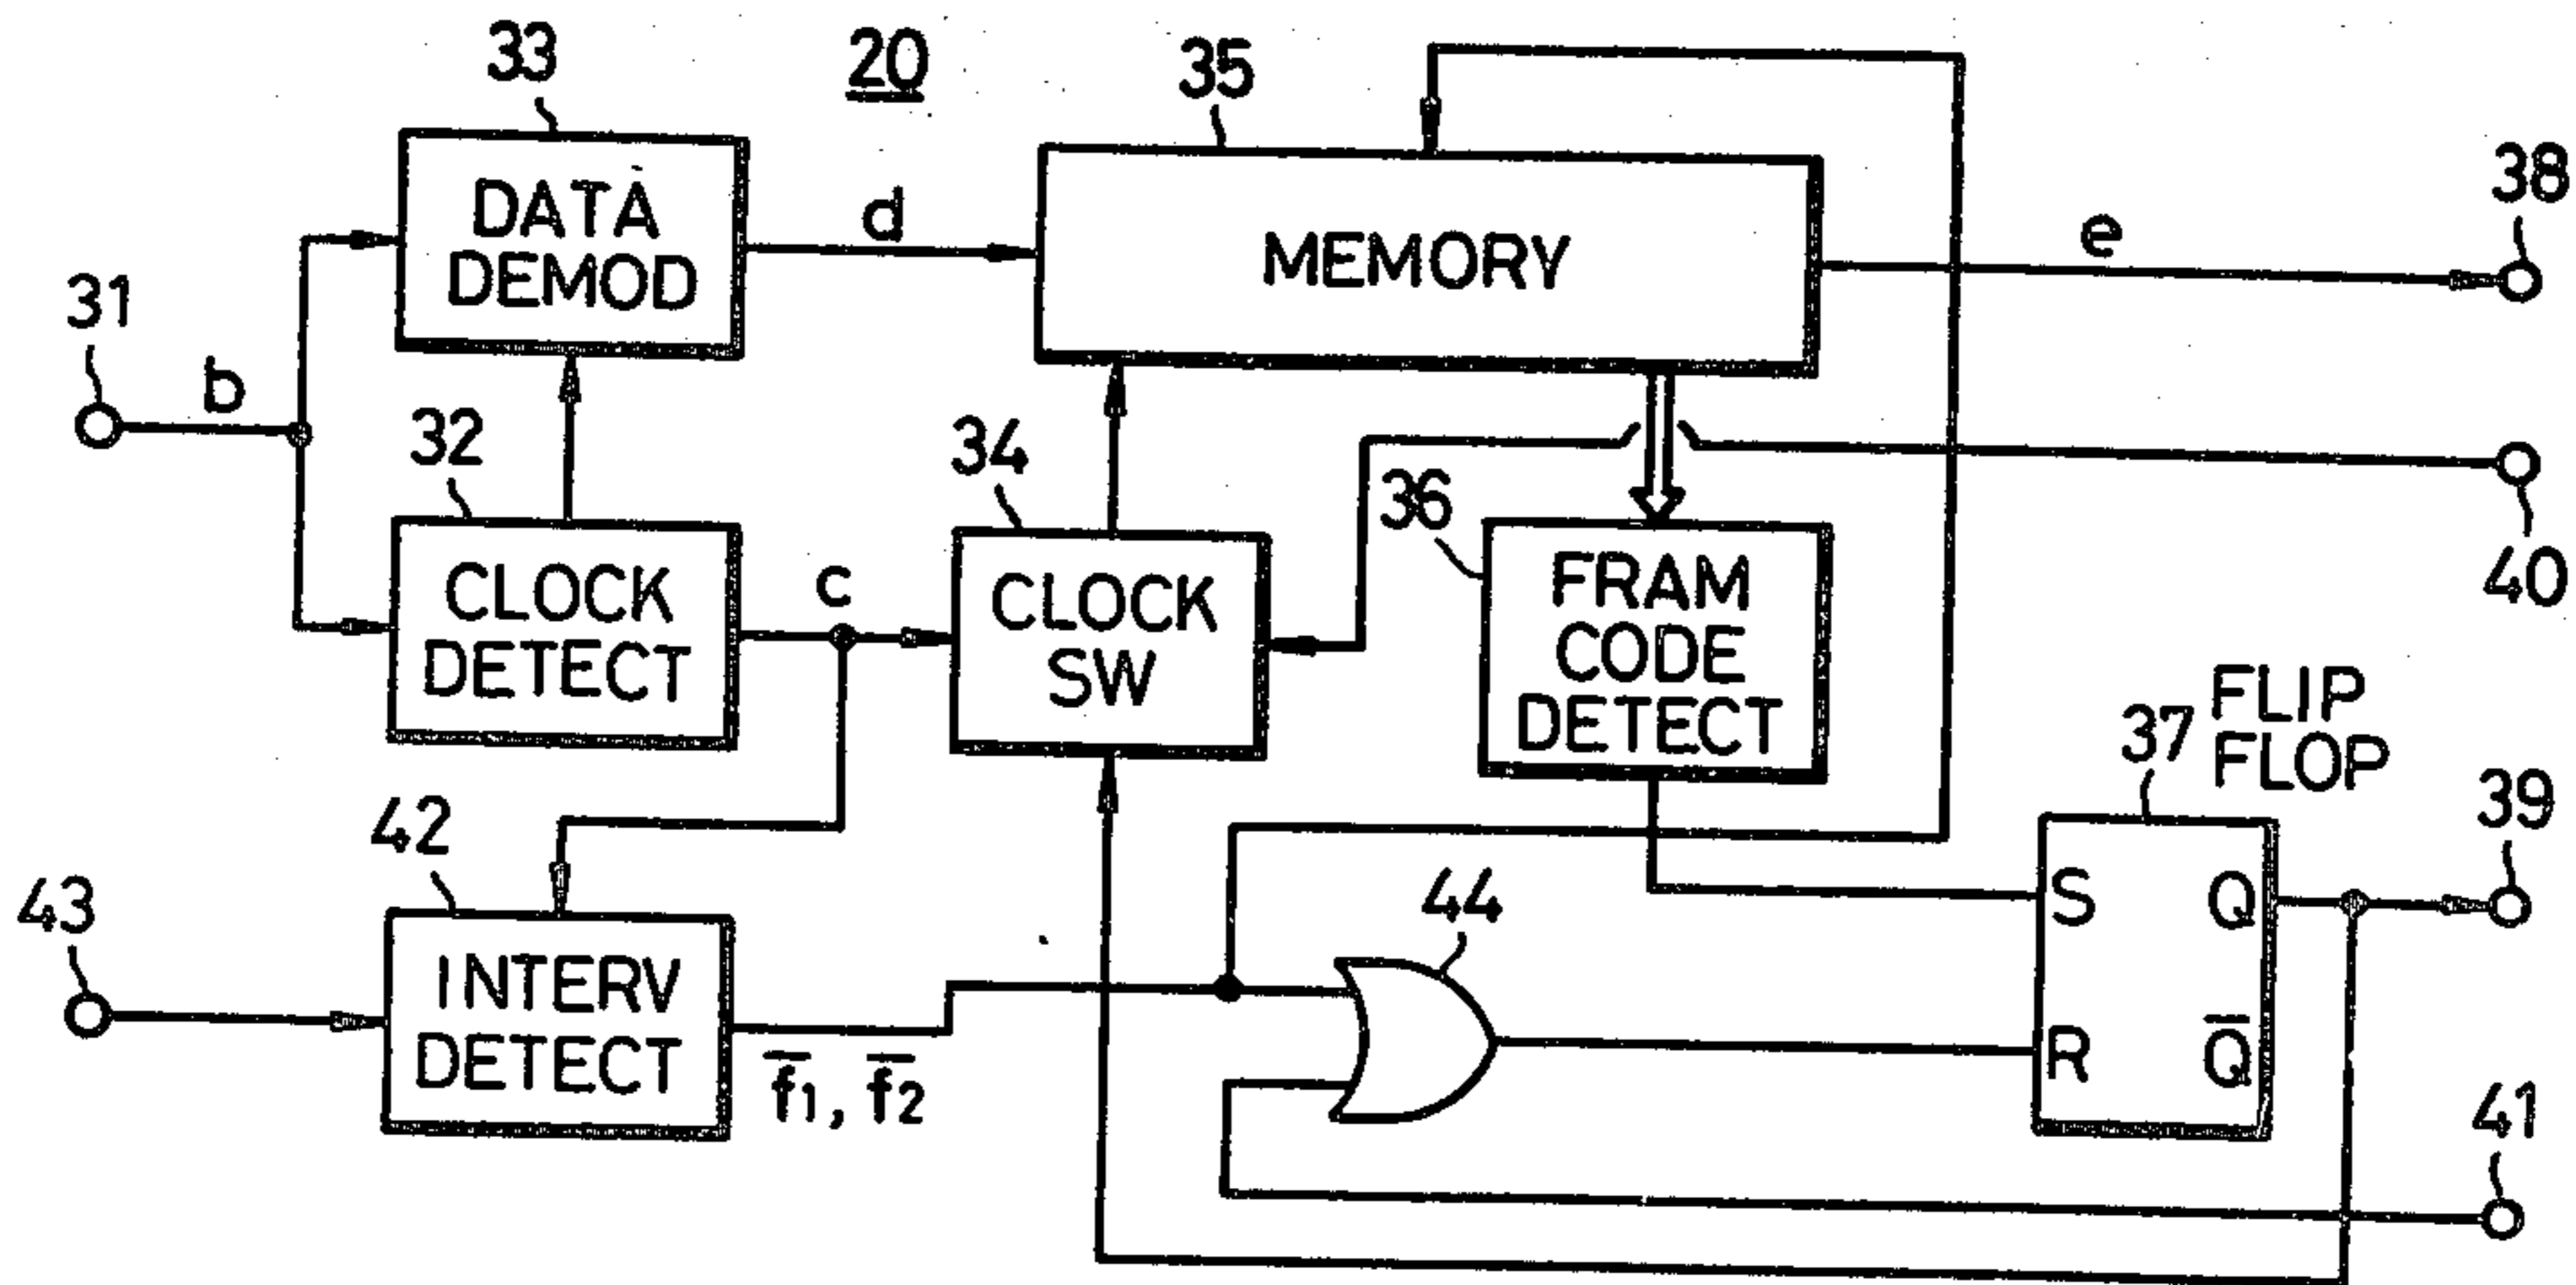 33
20
35
38
DATA
DEMOD
d
MEMORY
e
31
b
32
34
36
40
CLOCK
DETECT
c
CLOCK
SW
FRAM
CODE
DETECT
37
FLIP
FLOP
39
42
43
INTERV
DETECT
f̅1, f̅2
44
S
Q
R
Q̅
41